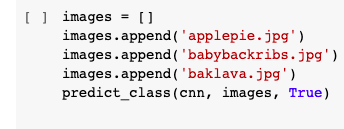 [ ] images = []
images.append('applepie.jpg')
images.append('babybackribs.jpg')
images.append('baklava.jpg')
predict_class(cnn, images, True)